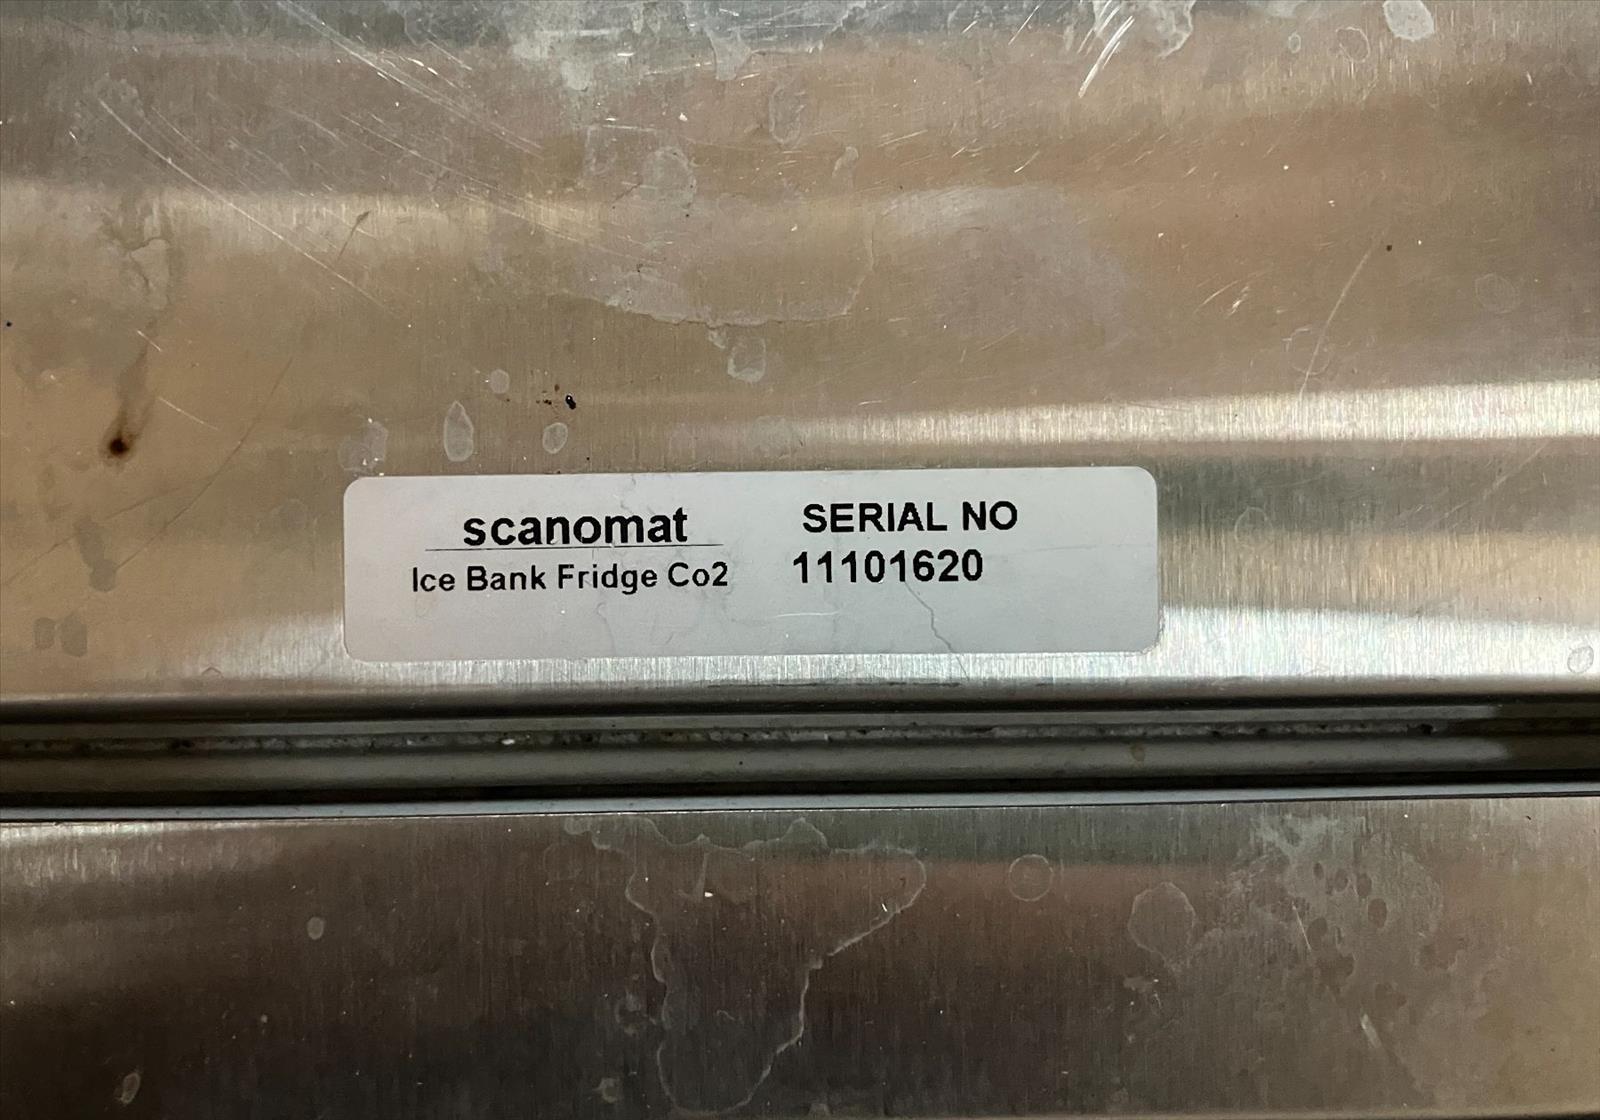 scanomat
Ice Bank Fridge Co2
SERIAL NO
11101620